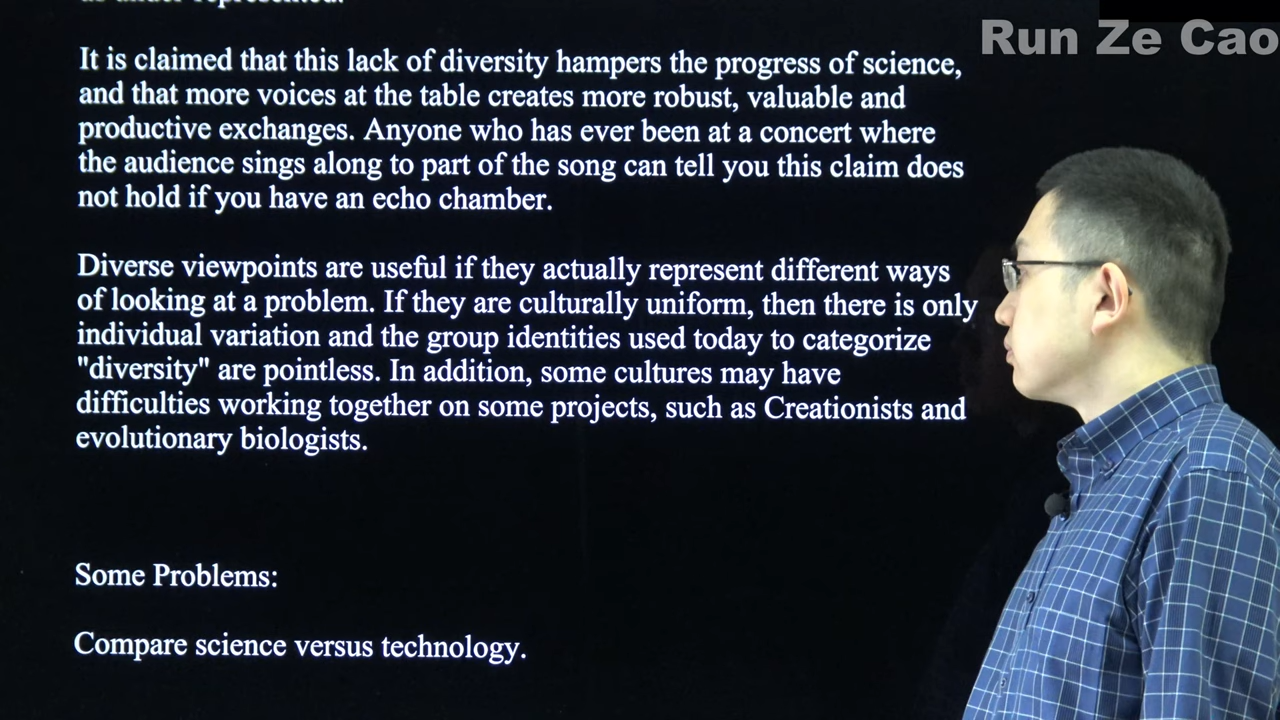 as under-represented.
Run Ze Cao
It is claimed that this lack of diversity hampers the progress of science,
and that more voices at the table creates more robust, valuable and
productive exchanges. Anyone who has ever been at a concert where
the audience sings along to part of the song can tell you this claim does
not hold if you have an echo chamber.
Diverse viewpoints are useful if they actually represent different ways
of looking at a problem. If they are culturally uniform, then there is only
individual variation and the group identities used today to categorize
"diversity" are pointless. In addition, some cultures may have
difficulties working together on some projects, such as Creationists and
evolutionary biologists.
Some Problems:
Compare science versus technology.